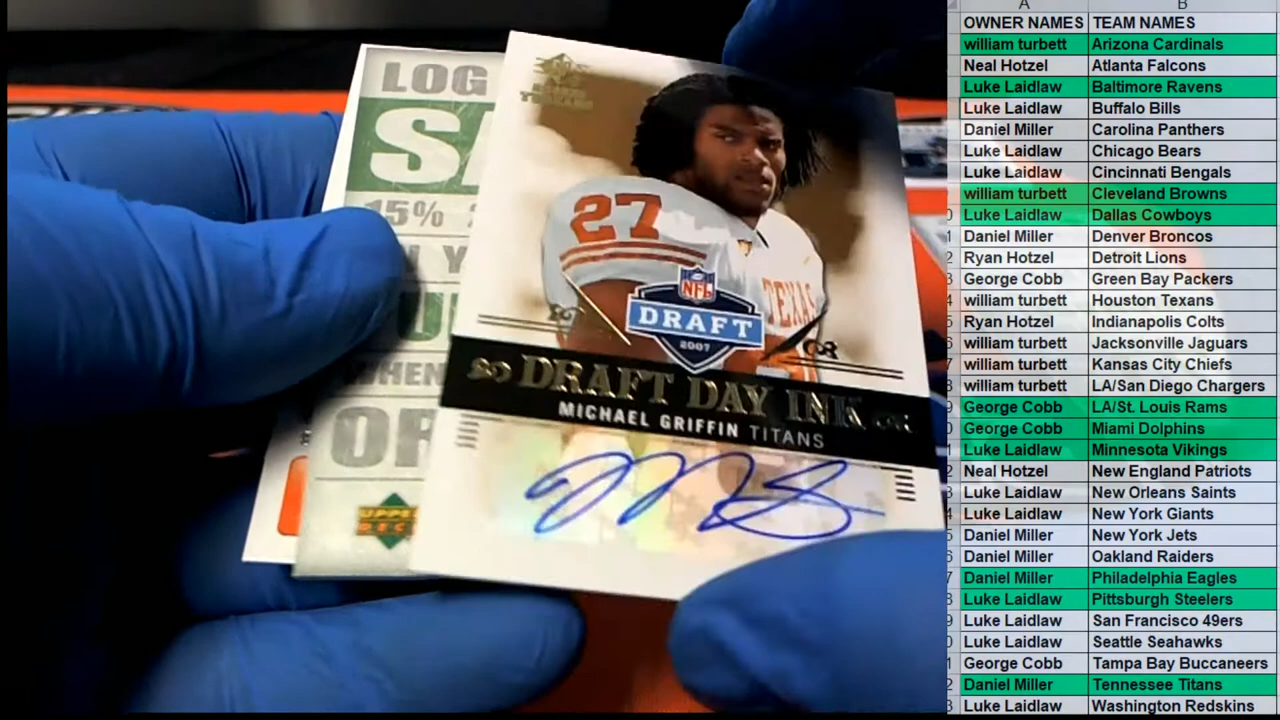 LOG
SA
15%
WHEN
OR
UPPER
DECK
27
TEXAS
NFL
DRAFT
2007
DRAFT DAY INK
MICHAEL GRIFFIN TITANS
A B
OWNER NAMES TEAM NAMES
william turbett Arizona Cardinals
Neal Hotzel Atlanta Falcons
Luke Laidlaw Baltimore Ravens
Luke Laidlaw Buffalo Bills
Daniel Miller Carolina Panthers
Luke Laidlaw Chicago Bears
Luke Laidlaw Cincinnati Bengals
william turbett Cleveland Browns
Luke Laidlaw Dallas Cowboys
Daniel Miller Denver Broncos
Ryan Hotzel Detroit Lions
George Cobb Green Bay Packers
william turbett Houston Texans
Ryan Hotzel Indianapolis Colts
william turbett Jacksonville Jaguars
william turbett Kansas City Chiefs
william turbett LA/San Diego Chargers
George Cobb LA/St. Louis Rams
George Cobb Miami Dolphins
Luke Laidlaw Minnesota Vikings
Neal Hotzel New England Patriots
Luke Laidlaw New Orleans Saints
Luke Laidlaw New York Giants
Daniel Miller New York Jets
Daniel Miller Oakland Raiders
Daniel Miller Philadelphia Eagles
Luke Laidlaw Pittsburgh Steelers
Luke Laidlaw San Francisco 49ers
Luke Laidlaw Seattle Seahawks
George Cobb Tampa Bay Buccaneers
Daniel Miller Tennessee Titans
Luke Laidlaw Washington Redskins